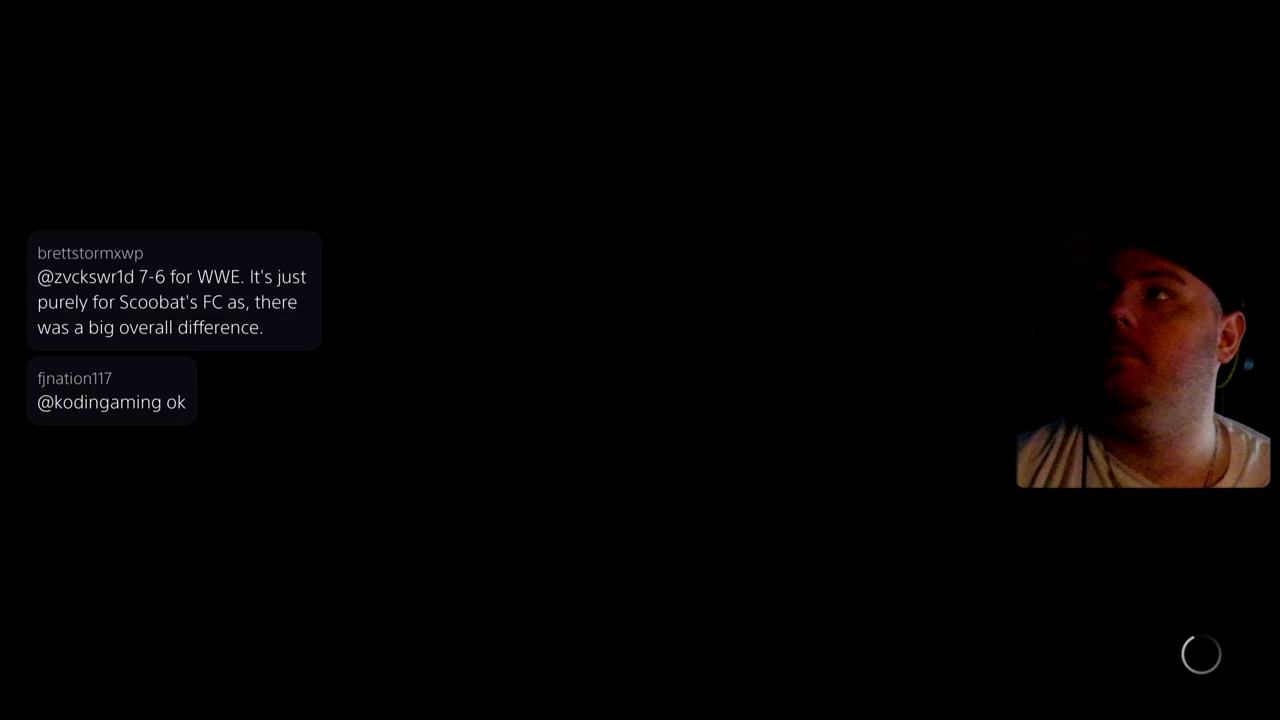 brettstormxwp
@zvckswr1d 7-6 for WWE. It's just
purely for Scoobat's FC as, there
was a big overall difference.
fjnation117
@kodingaming ok